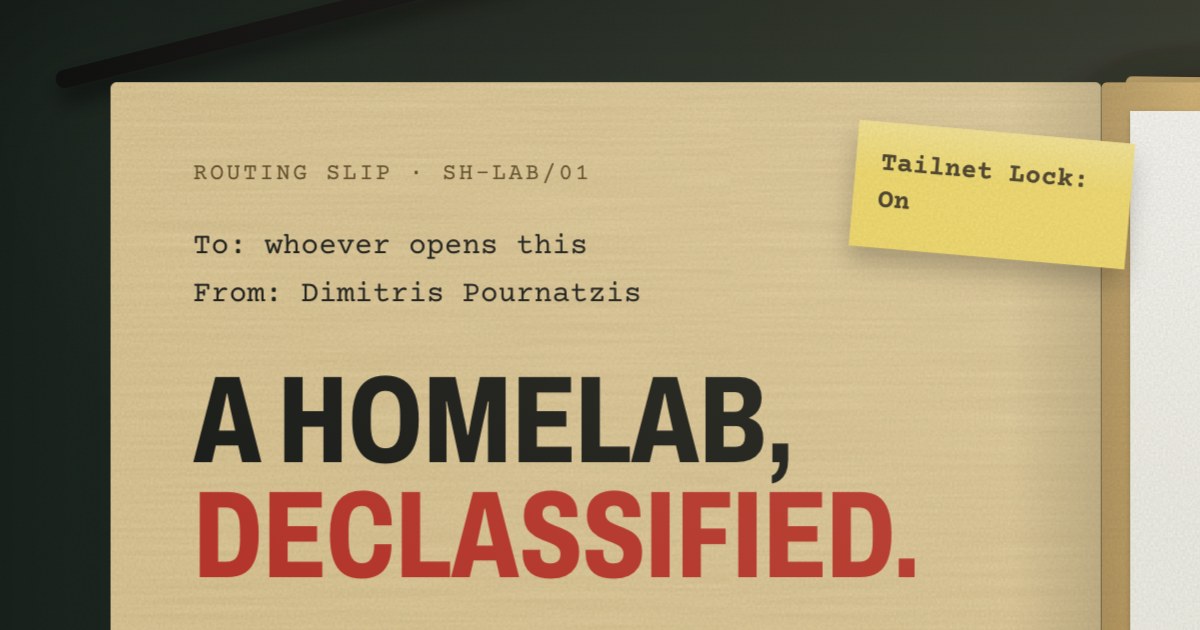 ROUTING SLIP · SH-LAB/01
To: whoever opens this
From: Dimitris Pournatzis
Tailnet Lock:
On
A HOMELAB,
DECLASSIFIED.